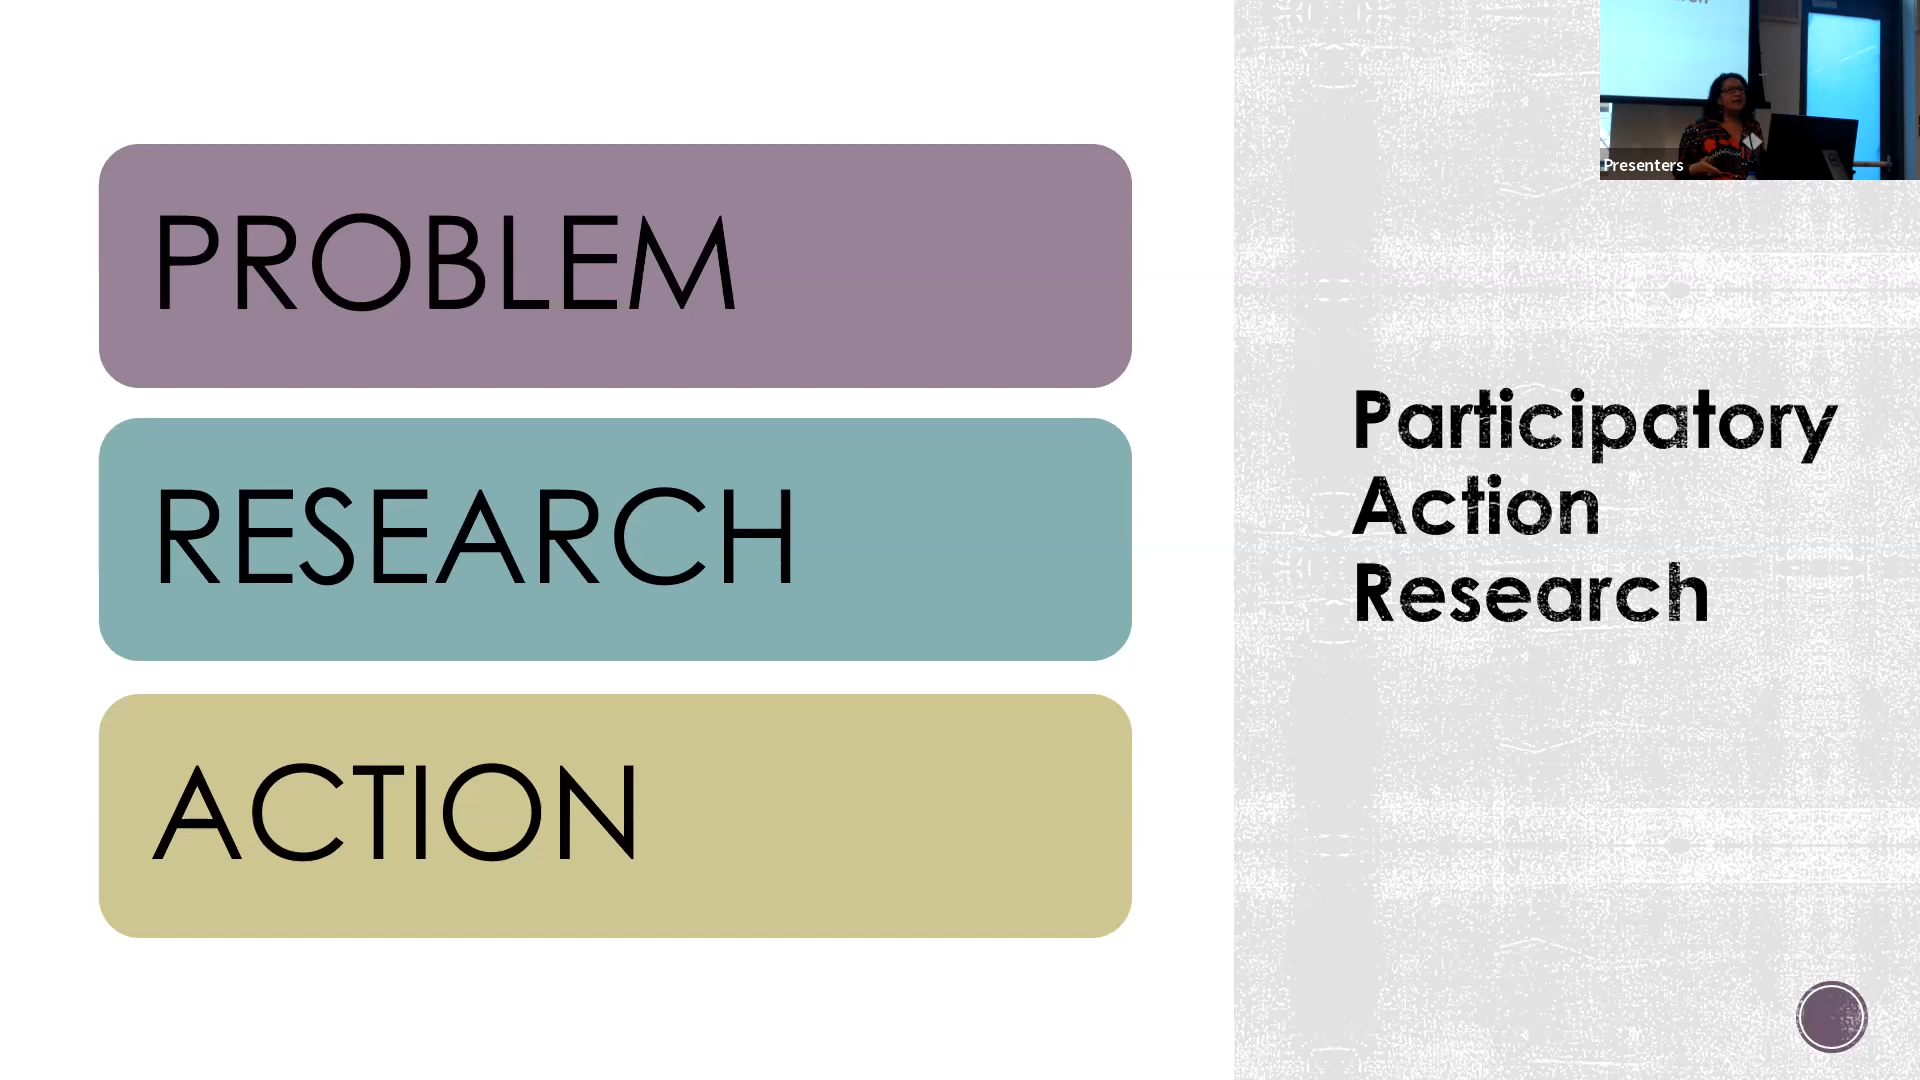 PROBLEM
RESEARCH
ACTION
Participatory
Action
Research
Presenters